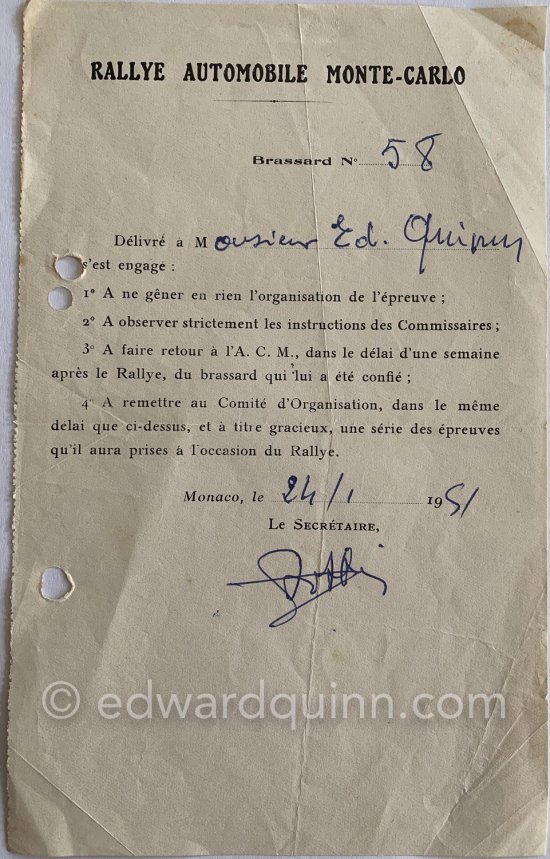 RALLYE AUTOMOBILE MONTE-CARLO
Brassard N° 58
Délivré a Monsieur Ed. Quinn
s'est engage :
1° A ne gêner en rien l'organisation de l'épreuve ;
2° A observer strictement les instructions des Commissaires ;
3° A faire retour à l'A. C. M., dans le délai d'une semaine
après le Rallye, du brassard qui lui a été confié ;
4° A remettre au Comité d'Organisation, dans le même
delai que ci-dessus, et à titre gracieux, une série des épreuves
qu'il aura prises à l'occasion du Rallye.
Monaco, le 24/1 1951
LE SECRÉTAIRE,
© edwardquinn.com